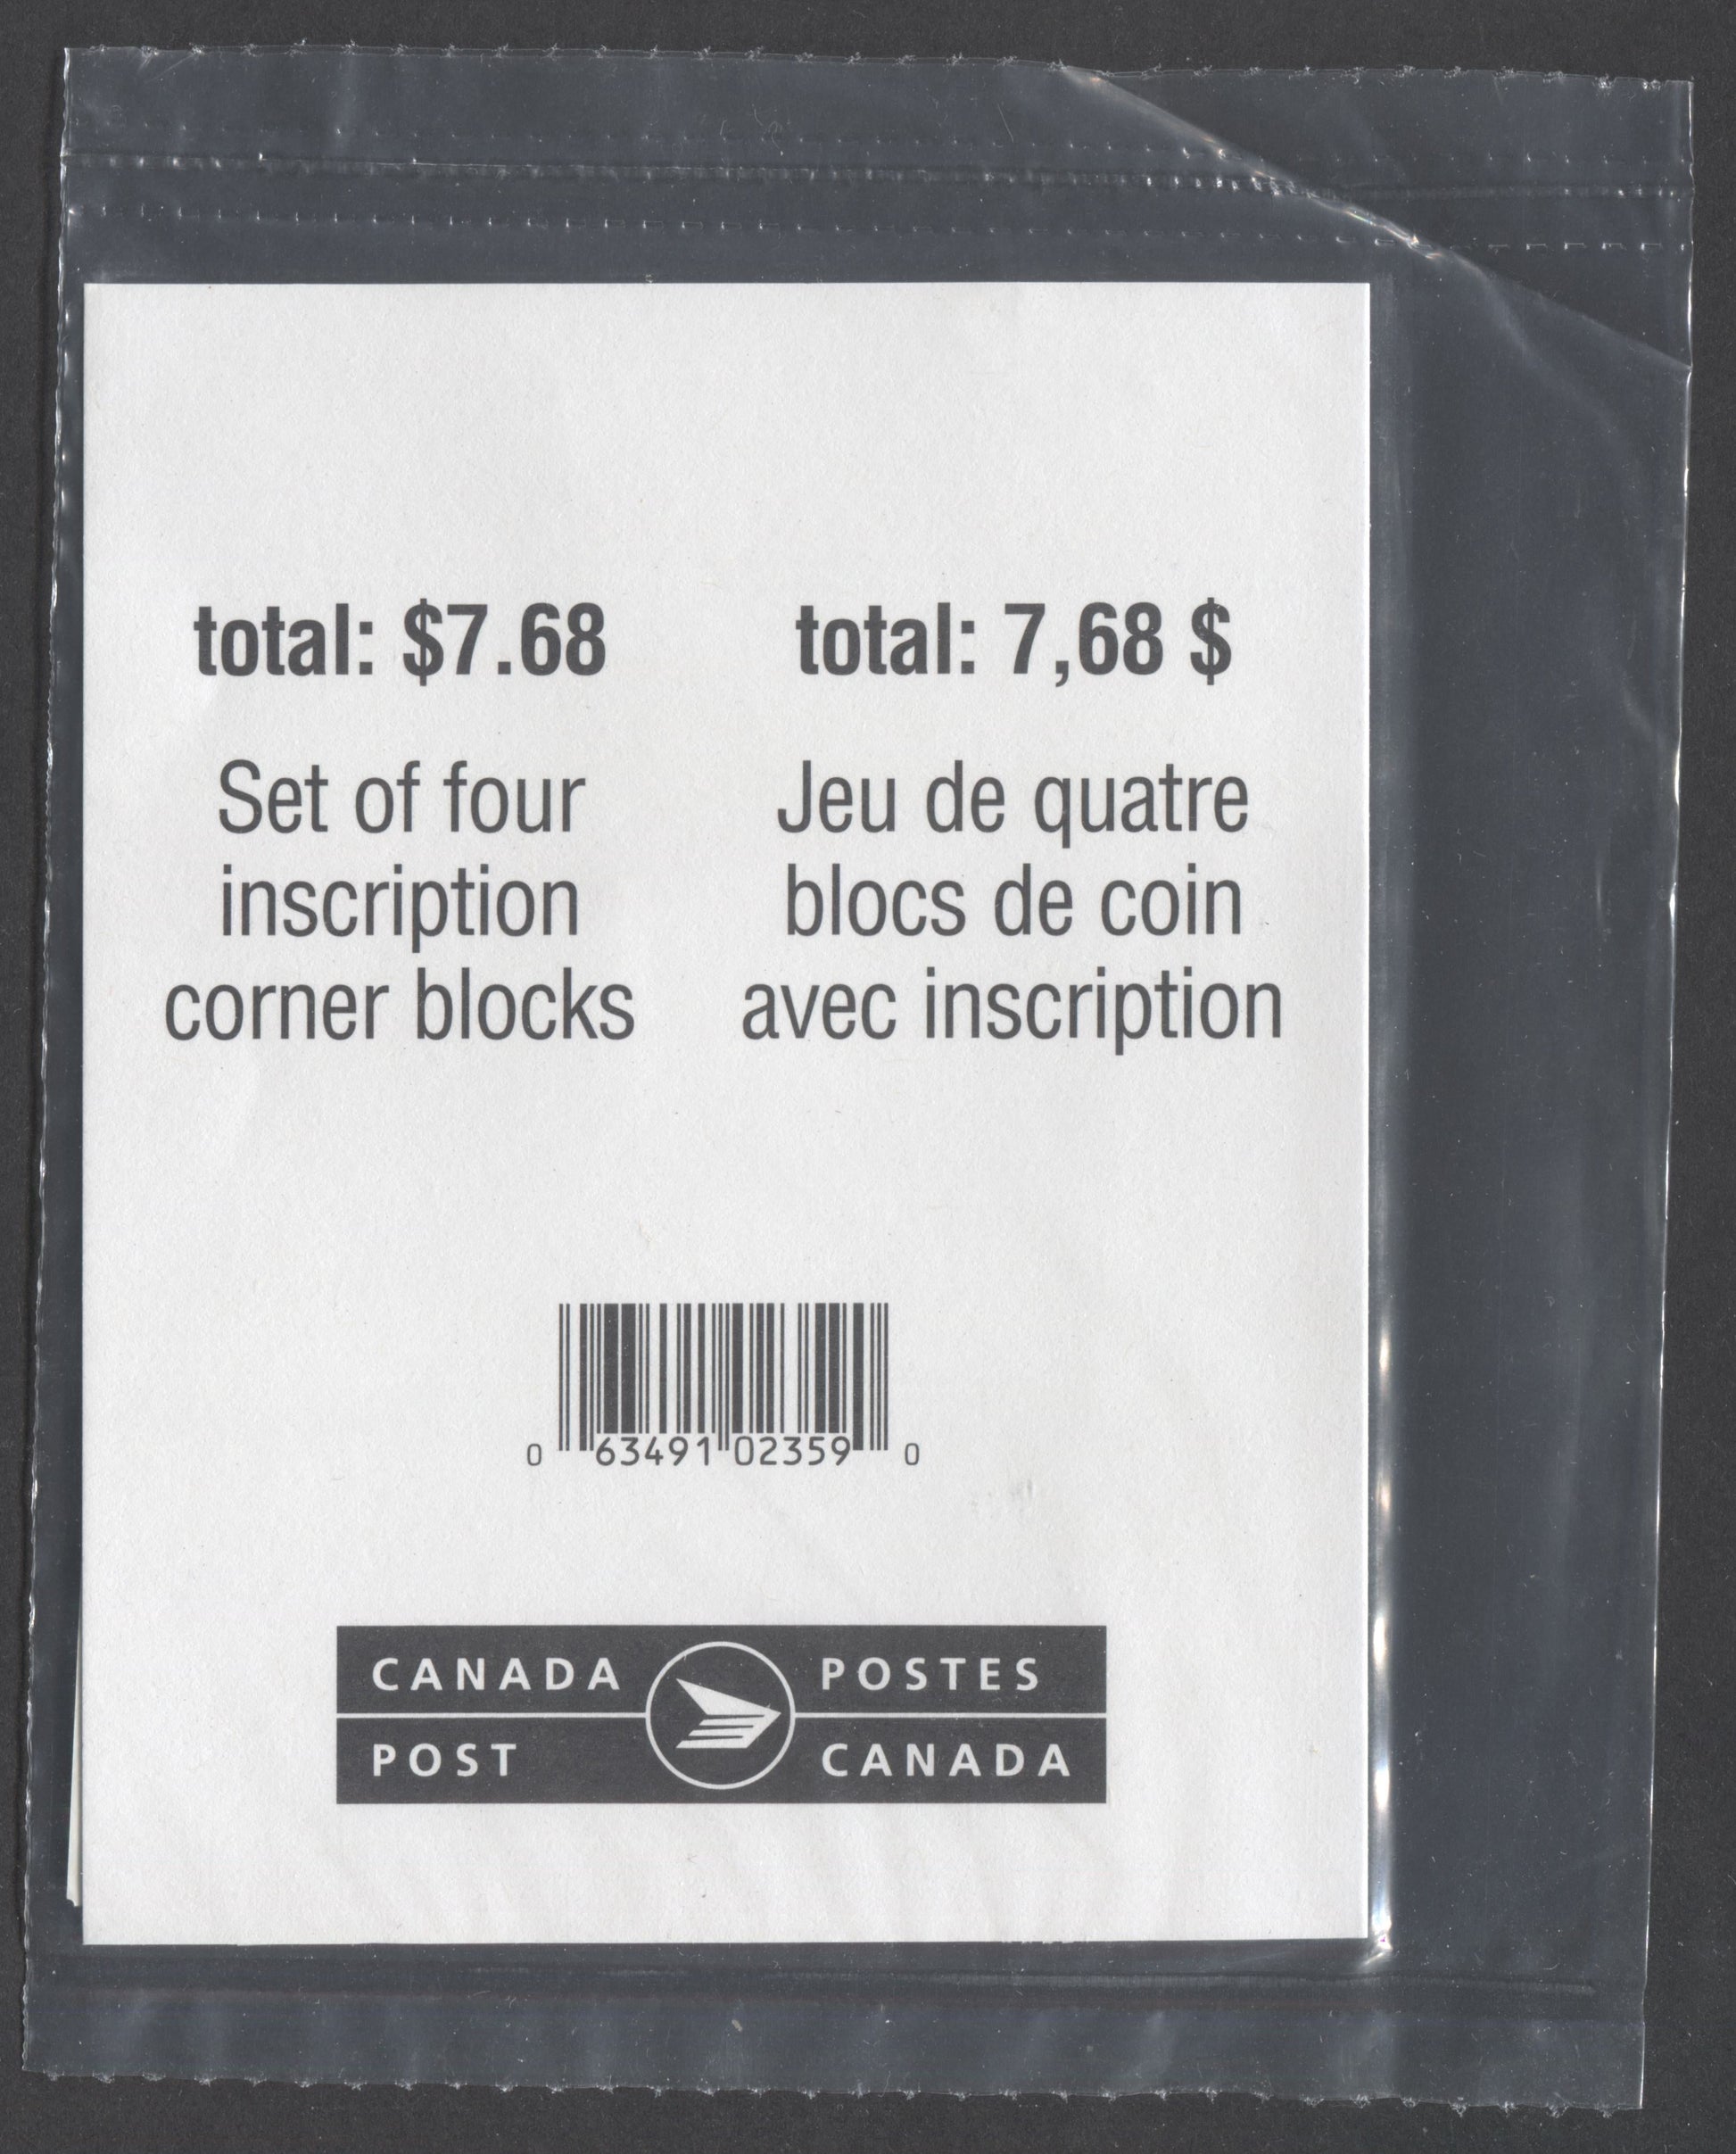 total: $7.68
Set of four
inscription
corner blocks
total: 7,68 $
Jeu de quatre
blocs de coin
avec inscription
0 63491 02359 0
CANADA POST
POSTES CANADA